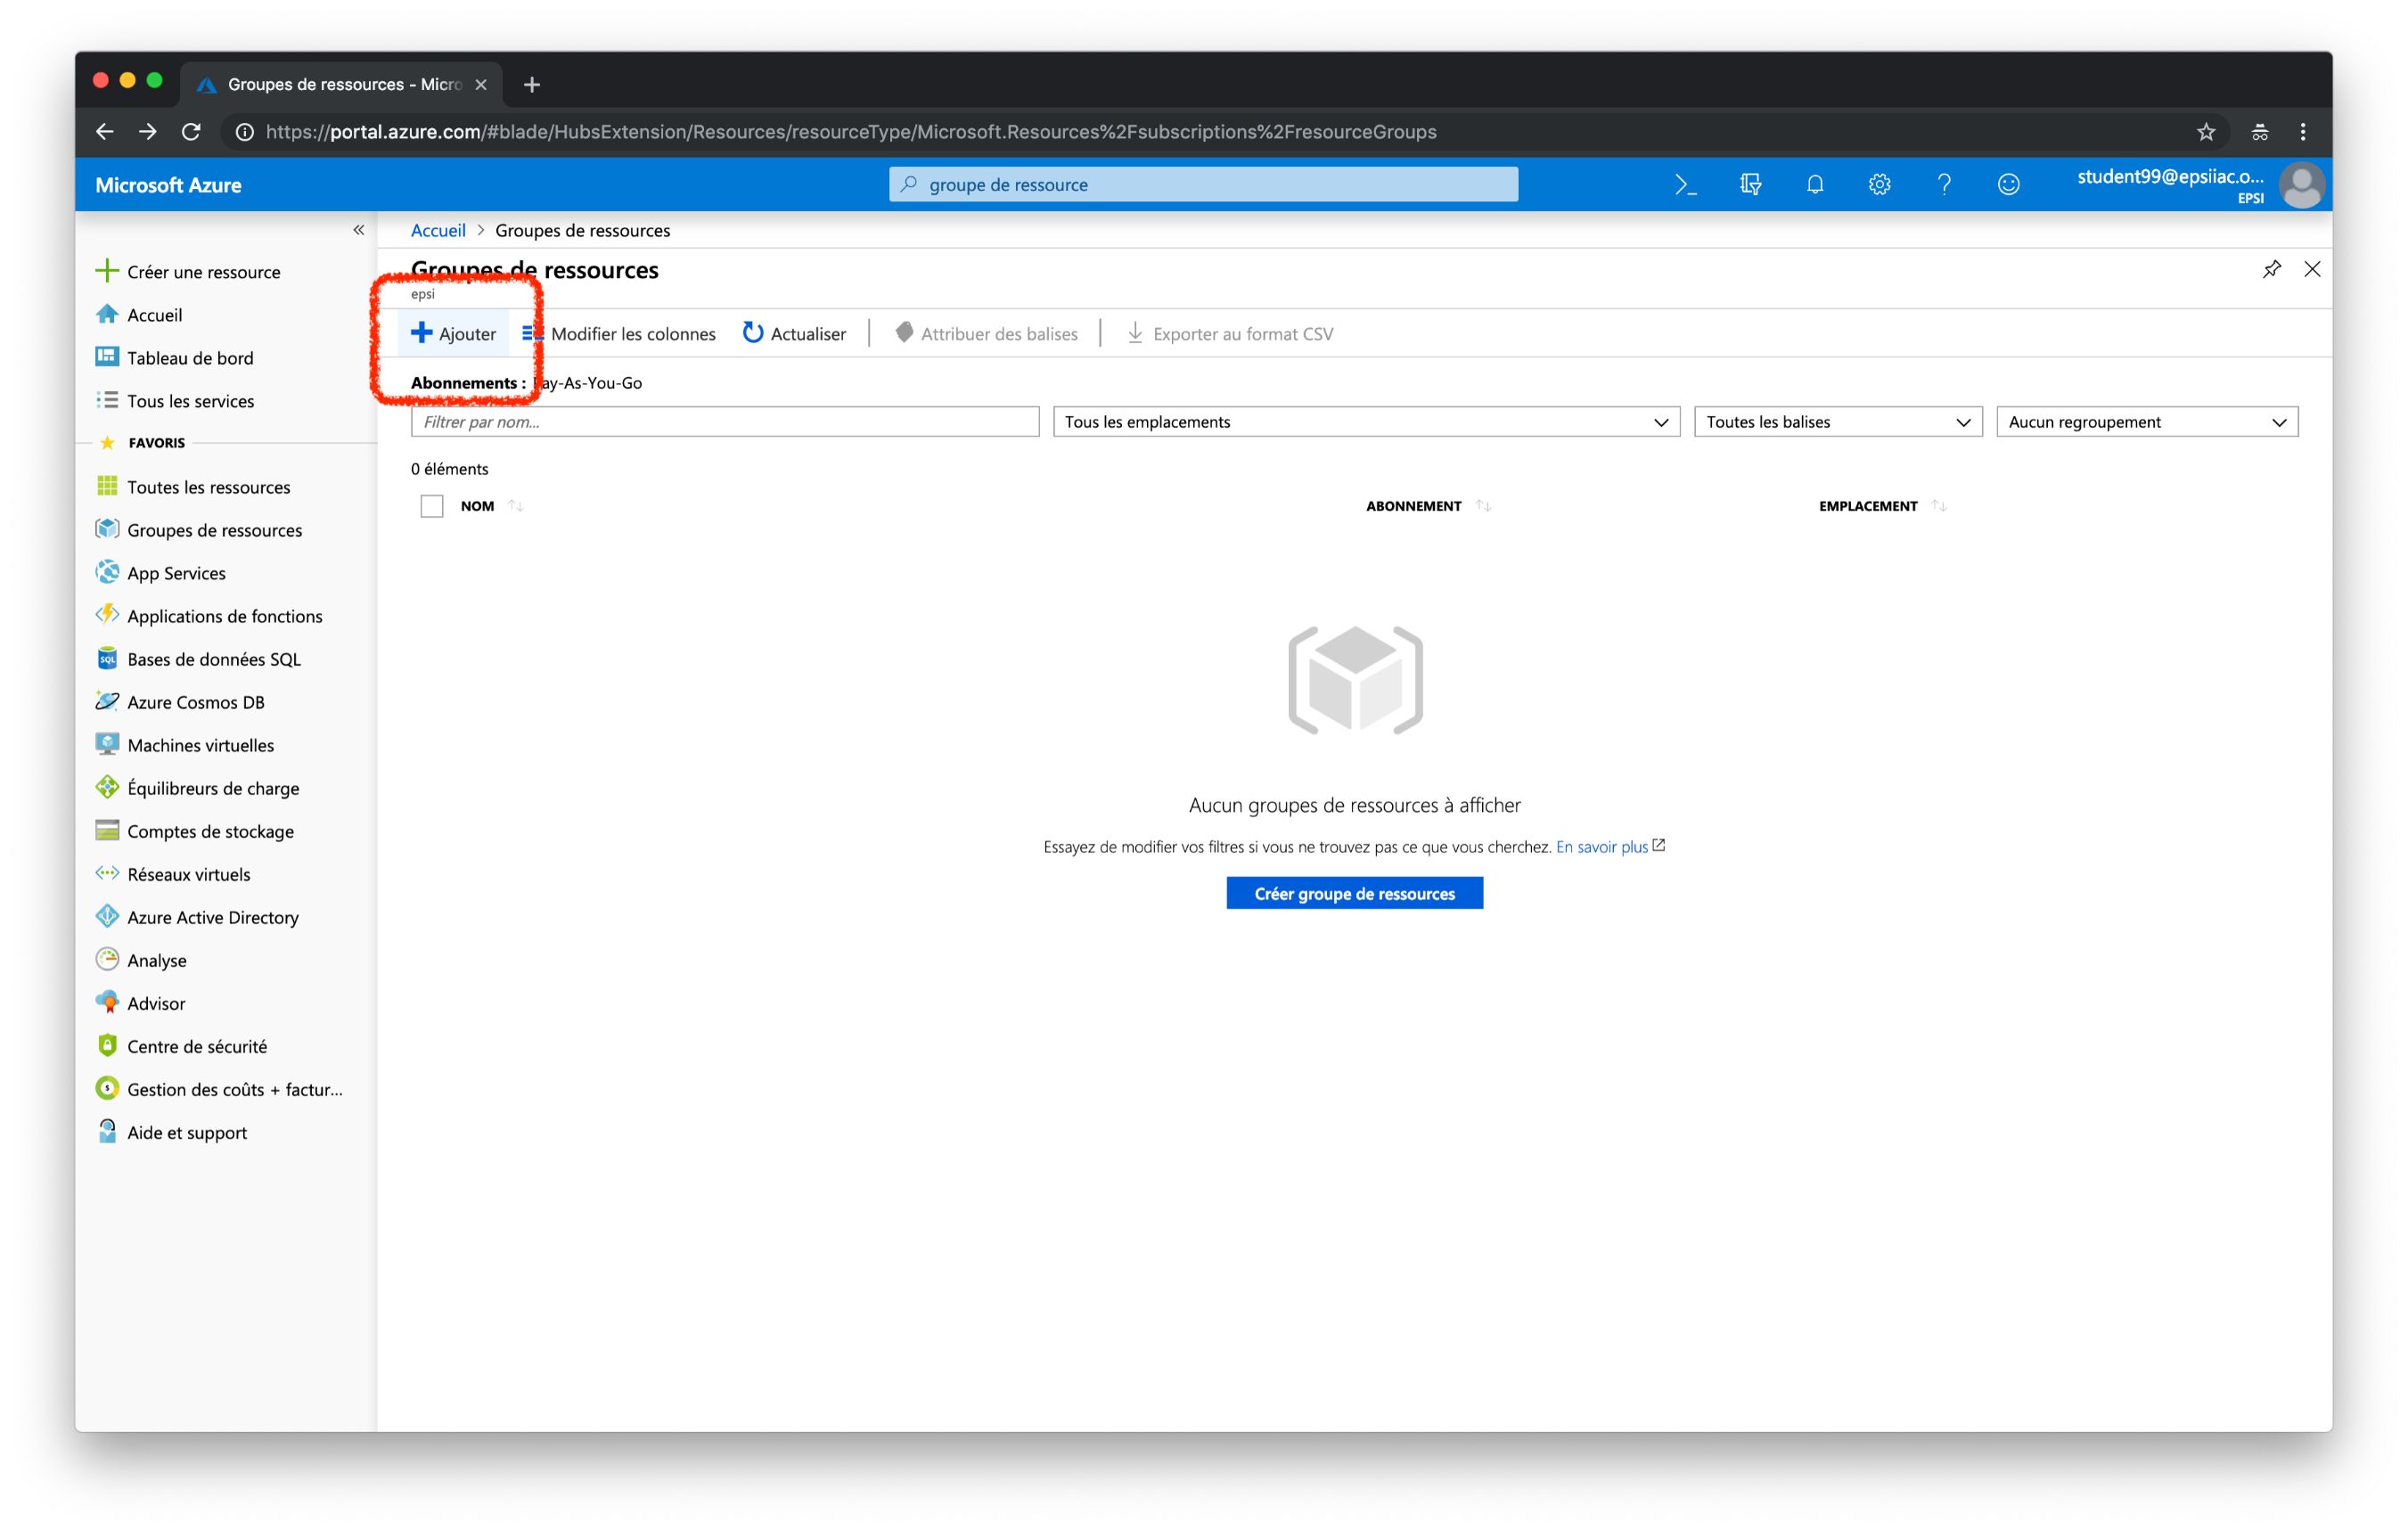 Groupes de ressources - Micro
https://portal.azure.com/#blade/HubsExtension/Resources/resourceType/Microsoft.Resources%2Fsubscriptions%2FresourceGroups
Microsoft Azure
groupe de ressource
student99@epsiiac.o...
EPSI
Accueil > Groupes de ressources
Groupes de ressources
epsi
Ajouter
Modifier les colonnes
Actualiser
Attribuer des balises
Exporter au format CSV
Abonnements : Pay-As-You-Go
Filtrer par nom...
Tous les emplacements
Toutes les balises
Aucun regroupement
0 éléments
NOM
ABONNEMENT
EMPLACEMENT
Aucun groupes de ressources à afficher
Essayez de modifier vos filtres si vous ne trouvez pas ce que vous cherchez. En savoir plus
Créer groupe de ressources
Créer une ressource
Accueil
Tableau de bord
Tous les services
FAVORIS
Toutes les ressources
Groupes de ressources
App Services
Applications de fonctions
SQL
Bases de données SQL
Azure Cosmos DB
Machines virtuelles
Équilibreurs de charge
Comptes de stockage
Réseaux virtuels
Azure Active Directory
Analyse
Advisor
Centre de sécurité
Gestion des coûts + factur...
Aide et support